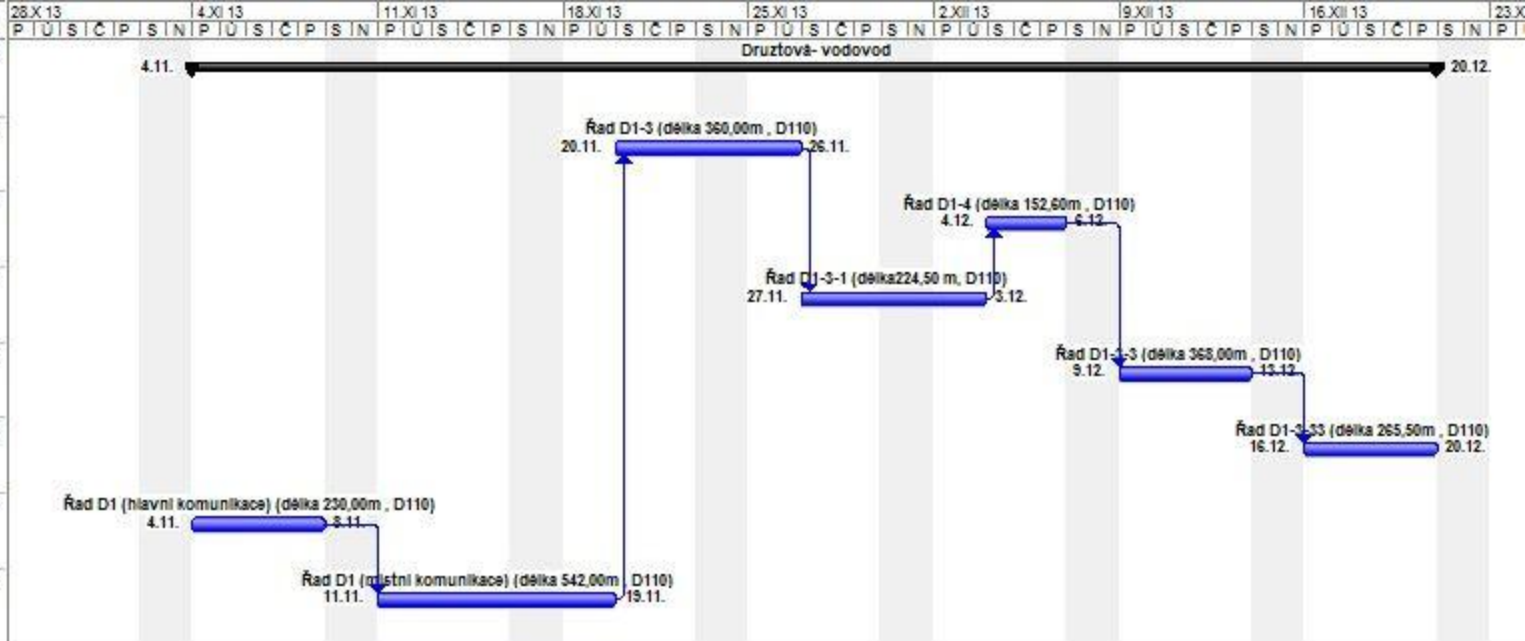 28.X 13 4.XI 13 11.XI 13 18.XI 13 25.XI 13 2.XII 13 9.XII 13 16.XII 13 23.X
P Ú S Č P S N P Ú S Č P S N P Ú S Č P S N P Ú S Č P S N P Ú S Č P S N P Ú S Č P S N P Ú S Č P S N P Ú S Č P S N P
Druztová- vodovod
4.11. 20.12.
Řad D1-3 (délka 360,00m , D110)
20.11. 26.11.
Řad D1-4 (délka 152,60m , D110)
4.12. 6.12.
Řad D1-3-1 (délka224,50 m, D110)
27.11. 3.12.
Řad D1-3-3 (délka 368,00m , D110)
9.12. 13.12.
Řad D1-3-33 (délka 265,50m , D110)
16.12. 20.12.
Řad D1 (hlavní komunikace) (délka 230,00m , D110)
4.11. 8.11.
Řad D1 (místní komunikace) (délka 542,00m , D110)
11.11. 19.11.